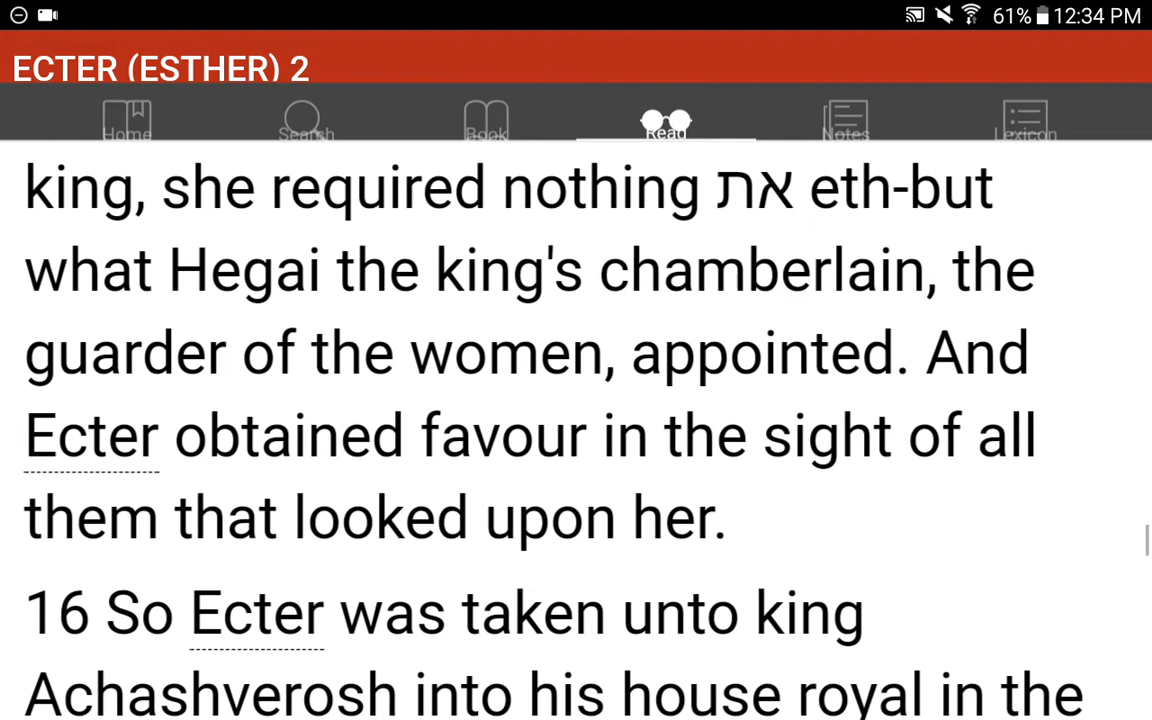 61% 12:34 PM
ECTER (ESTHER) 2
Home Search Book Read Notes Lexicon
king, she required nothing את eth-but
what Hegai the king's chamberlain, the
guarder of the women, appointed. And
Ecter obtained favour in the sight of all
them that looked upon her.
16 So Ecter was taken unto king
Achashverosh into his house royal in the